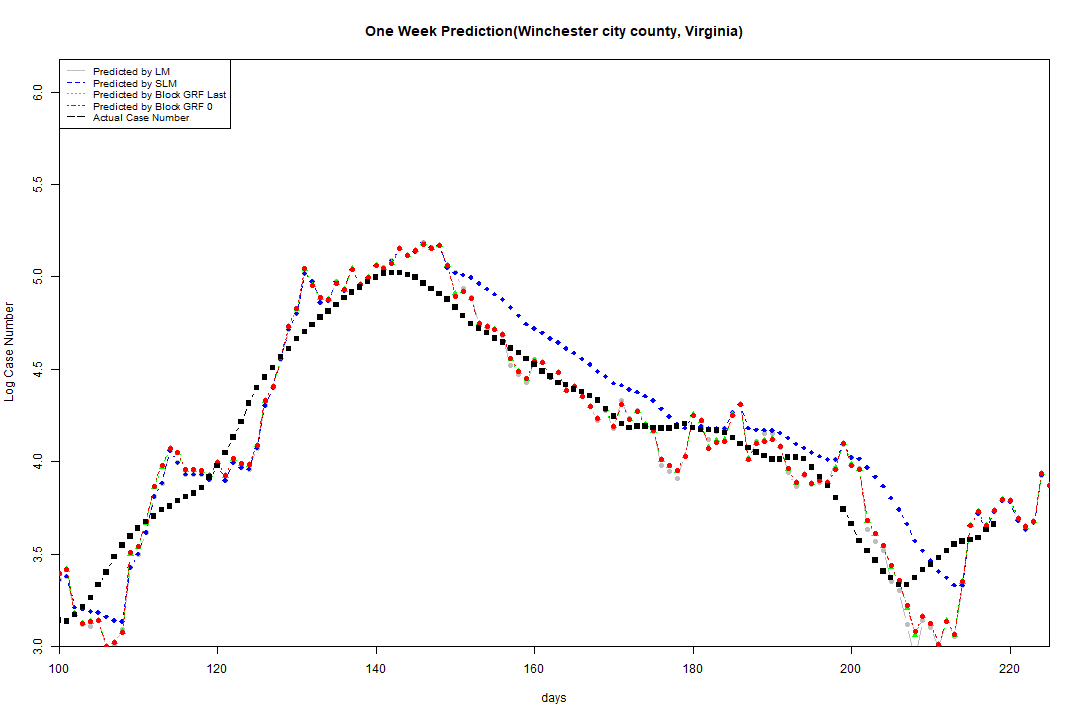 One Week Prediction(Winchester city county, Virginia)
Predicted by LM
Predicted by SLM
Predicted by Block GRF Last
Predicted by Block GRF 0
Actual Case Number
6.0
5.5
5.0
4.5
4.0
3.5
3.0
Log Case Number
100 120 140 160 180 200 220
days